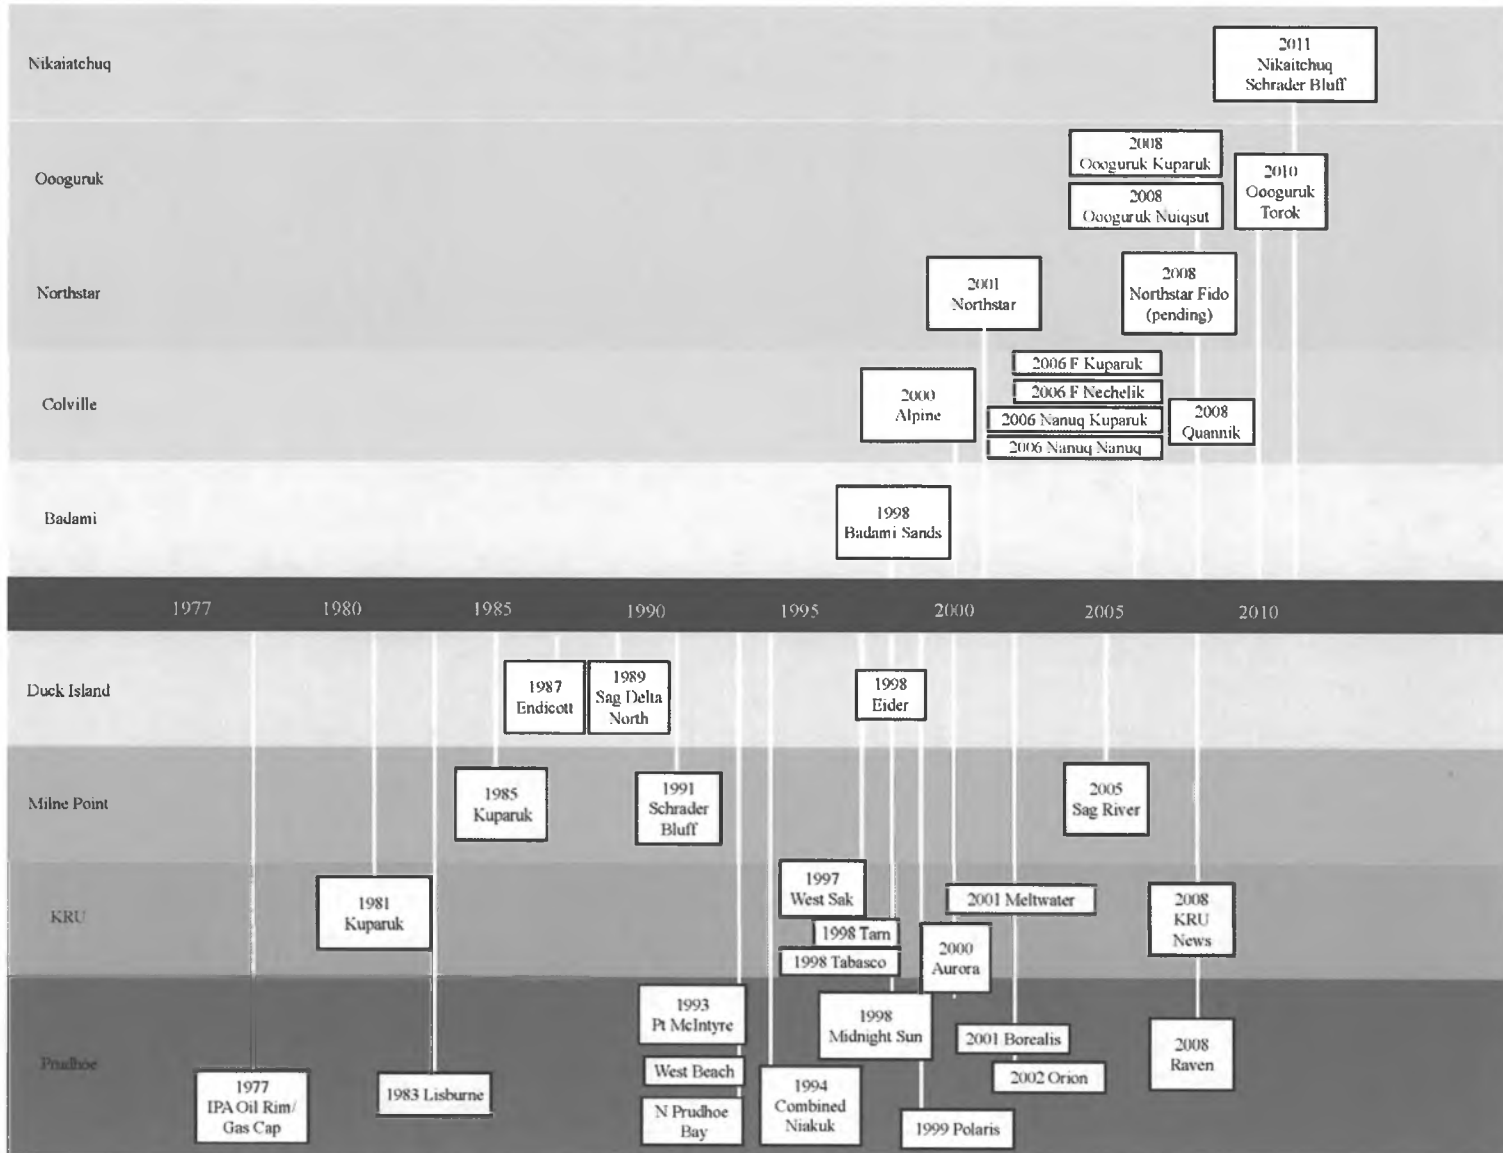 Nikaiatchuq
2011
Nikaitchuq
Schrader Bluff
Oooguruk
2008
Oooguruk Kuparuk
2008
Oooguruk Nuiqsut
2010
Oooguruk
Torok
Northstar
2001
Northstar
2008
Northstar Fido
(pending)
Colville
2000
Alpine
2006 F Kuparuk
2006 F Nechelik
2006 Nanuq Kuparuk
2006 Nanuq Nanuq
2008
Quannik
Badami
1998
Badami Sands
1977 1980 1985 1990 1995 2000 2005 2010
Duck Island
1987
Endicott
1989
Sag Delta
North
1998
Eider
Milne Point
1985
Kuparuk
1991
Schrader
Bluff
2005
Sag River
KRU
1981
Kuparuk
1997
West Sak
1998 Tarn
1998 Tabasco
2000
Aurora
2001 Meltwater
2008
KRU
News
Prudhoe
1977
IPA Oil Rim/
Gas Cap
1983 Lisburne
1993
Pt McIntyre
West Beach
N Prudhoe
Bay
1994
Combined
Niakuk
1998
Midnight Sun
1999 Polaris
2001 Borealis
2002 Orion
2008
Raven